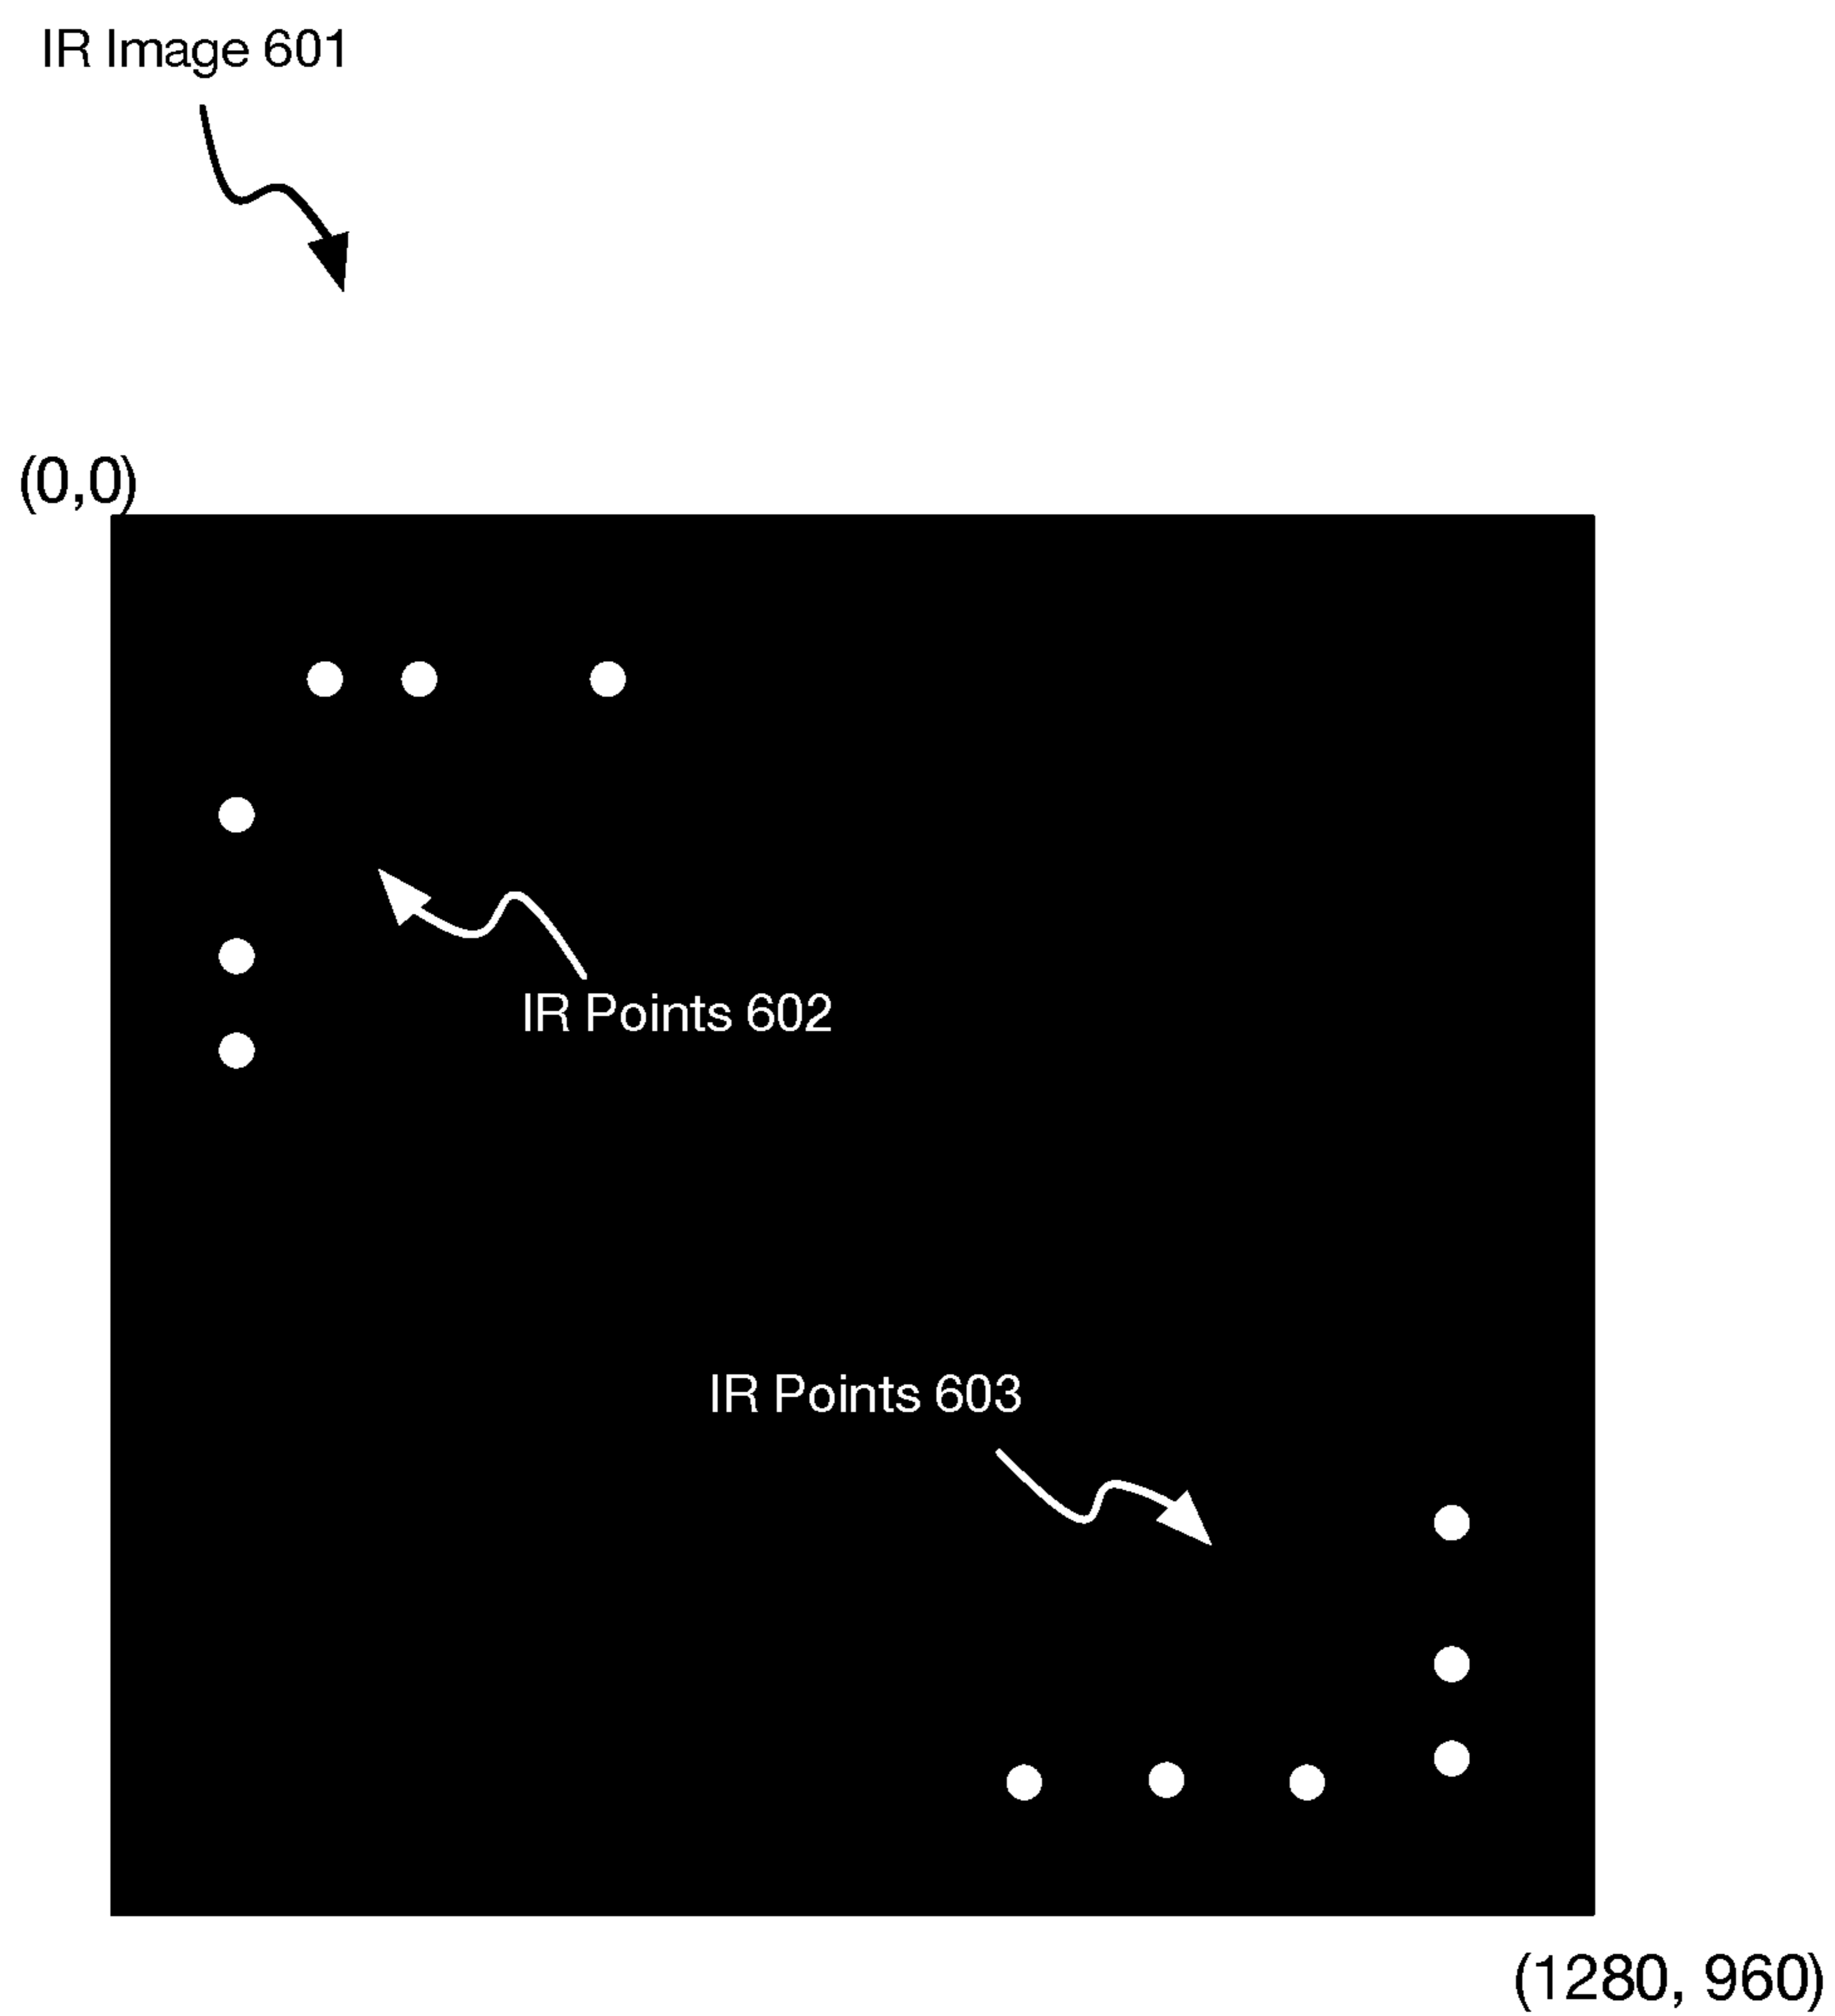 IR Image 601
(0,0)
IR Points 602
IR Points 603
(1280, 960)